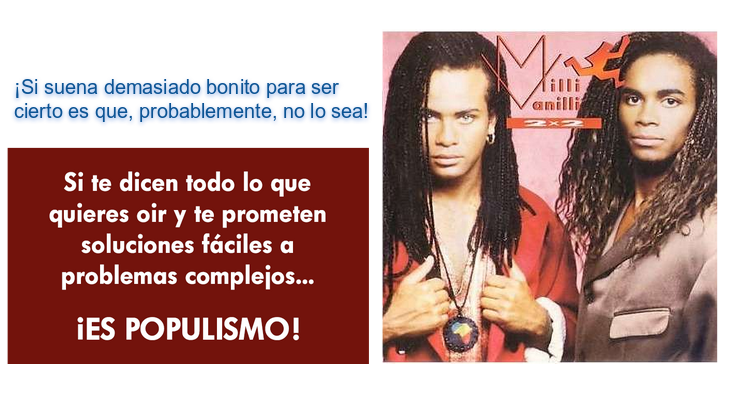 ¡Si suena demasiado bonito para ser
cierto es que, probablemente, no lo sea!
Si te dicen todo lo que
quieres oir y te prometen
soluciones fáciles a
problemas complejos...
¡ES POPULISMO!
Milli
Vanilli
2x2